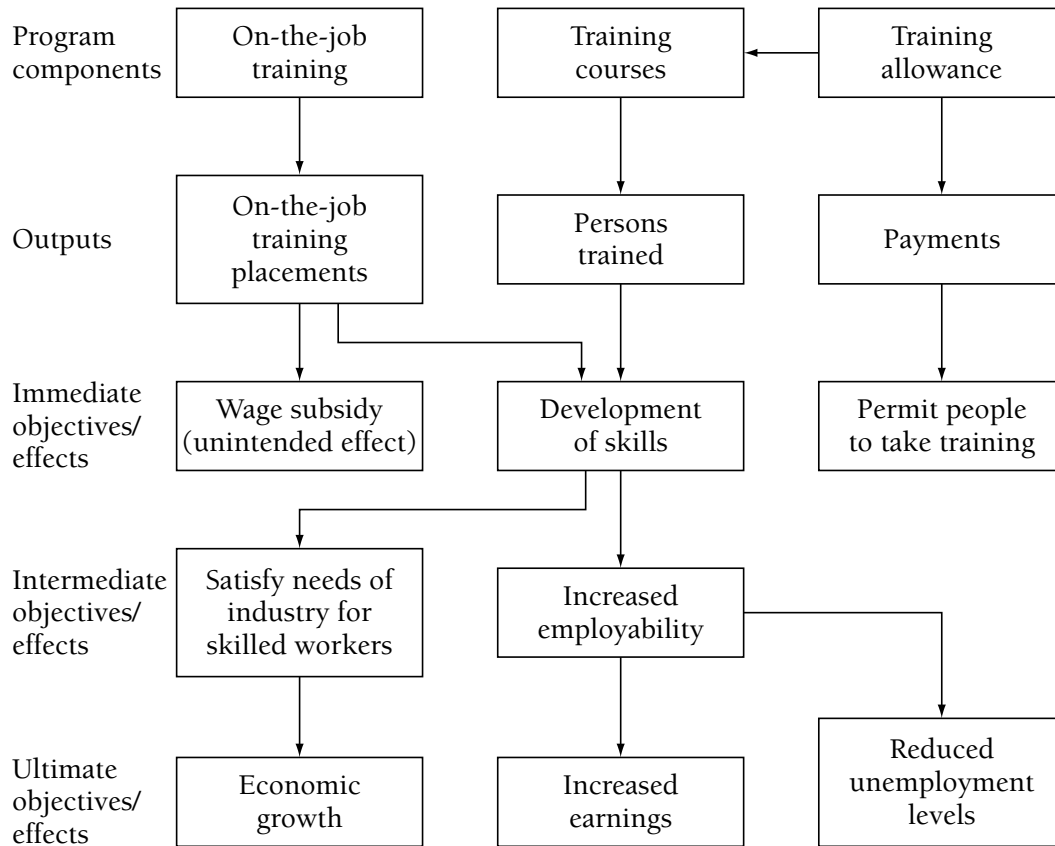 Program
components
On-the-job
training
Training
courses
Training
allowance
Outputs
On-the-job
training
placements
Persons
trained
Payments
Immediate
objectives/
effects
Wage subsidy
(unintended effect)
Development
of skills
Permit people
to take training
Intermediate
objectives/
effects
Satisfy needs of
industry for
skilled workers
Increased
employability
Ultimate
objectives/
effects
Economic
growth
Increased
earnings
Reduced
unemployment
levels